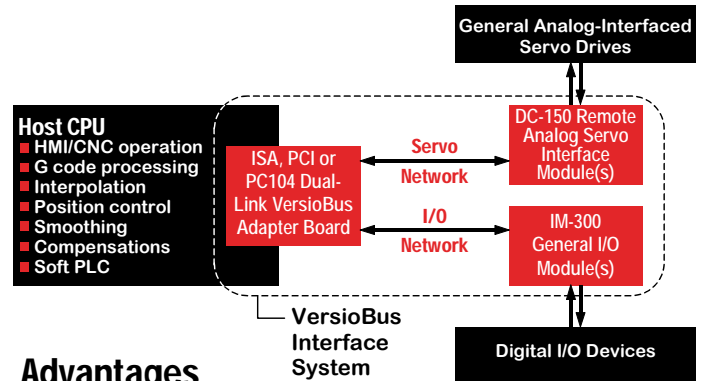 General Analog-Interfaced
Servo Drives
Host CPU
HMI/CNC operation
G code processing
Interpolation
Position control
Smoothing
Compensations
Soft PLC
ISA, PCI or
PC104 Dual-
Link VersioBus
Adapter Board
Servo
Network
I/O
Network
DC-150 Remote
Analog Servo
Interface
Module(s)
IM-300
General I/O
Module(s)
VersioBus
Interface
System
Digital I/O Devices
Advantages